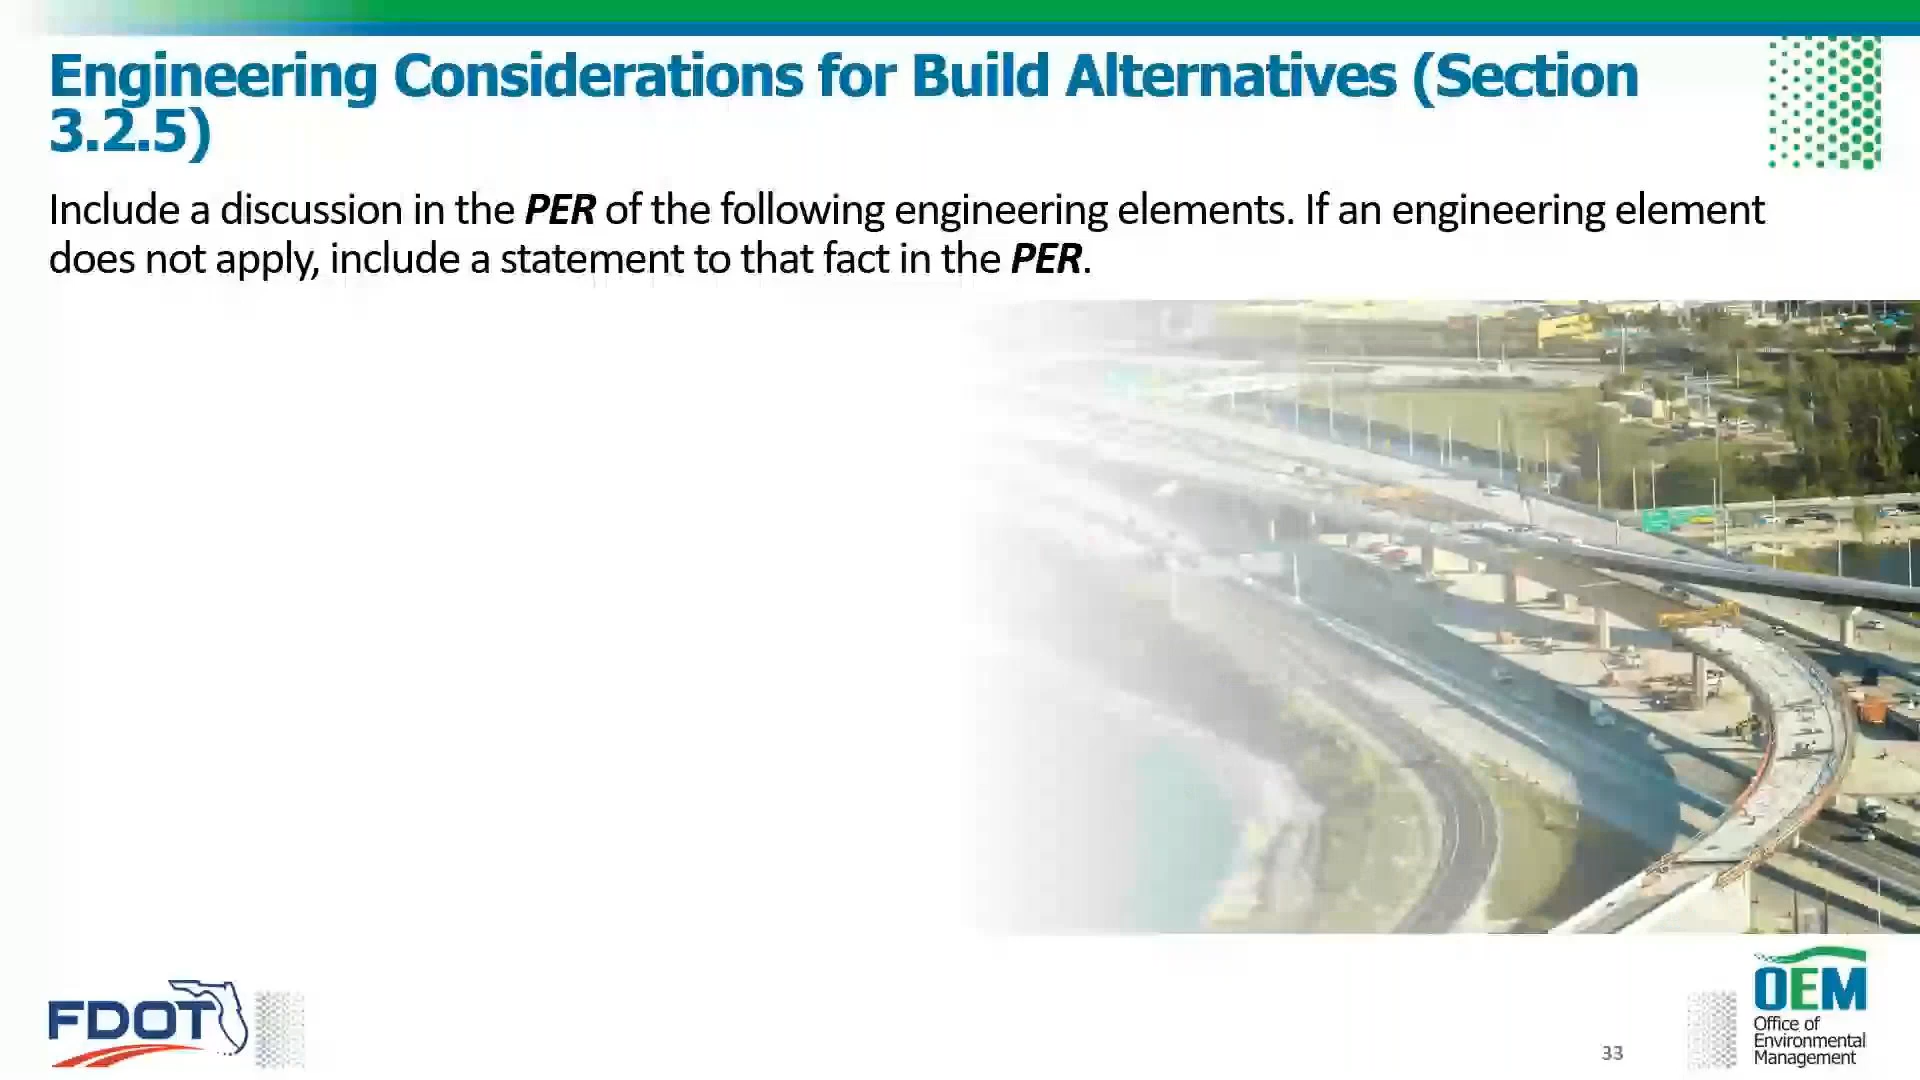 Engineering Considerations for Build Alternatives (Section
3.2.5)
Include a discussion in the PER of the following engineering elements. If an engineering element
does not apply, include a statement to that fact in the PER.
FDOT
33
OEM
Office of
Environmental
Management